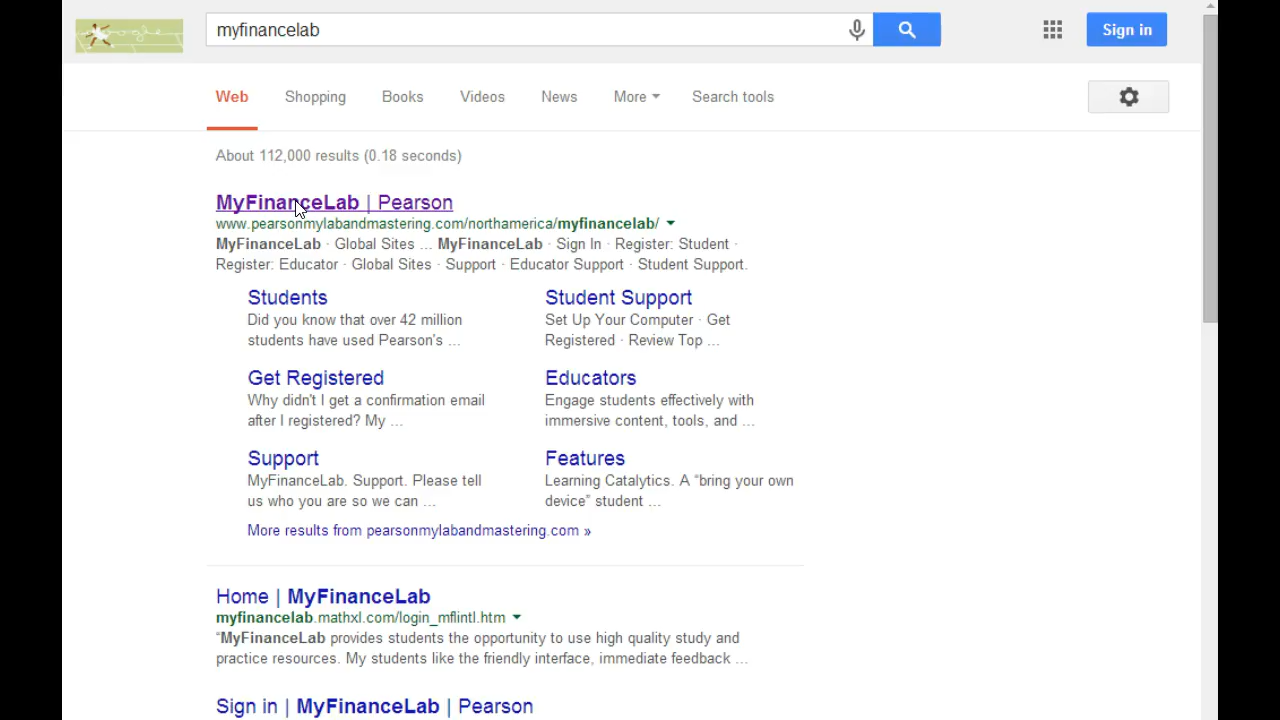 Google
myfinancelab
Sign in
Web Shopping Books Videos News More Search tools
About 112,000 results (0.18 seconds)
MyFinanceLab | Pearson
www.pearsonmylabandmastering.com/northamerica/myfinancelab/
MyFinanceLab · Global Sites ... MyFinanceLab · Sign In · Register: Student ·
Register: Educator · Global Sites · Support · Educator Support · Student Support.
Students
Did you know that over 42 million
students have used Pearson's ...
Student Support
Set Up Your Computer · Get
Registered · Review Top ...
Get Registered
Why didn't I get a confirmation email
after I registered? My ...
Educators
Engage students effectively with
immersive content, tools, and ...
Support
MyFinanceLab. Support. Please tell
us who you are so we can ...
Features
Learning Catalytics. A “bring your own
device” student ...
More results from pearsonmylabandmastering.com »
Home | MyFinanceLab
myfinancelab.mathxl.com/login_mflintl.htm
“MyFinanceLab provides students the opportunity to use high quality study and
practice resources. My students like the friendly interface, immediate feedback ...
Sign in | MyFinanceLab | Pearson